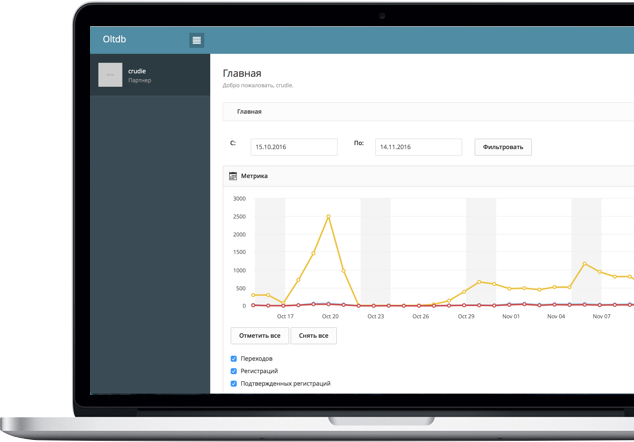 Oltdb
crudie
Партнер
Главная
Добро пожаловать, crudie.
Главная
С: 15.10.2016 По: 14.11.2016 Фильтровать
Метрика
3000
2500
2000
1500
1000
500
0
Oct 17 Oct 20 Oct 23 Oct 26 Oct 29 Nov 01 Nov 04 Nov 07
Отметить все Снять все
Переходов
Регистраций
Подтвержденных регистраций